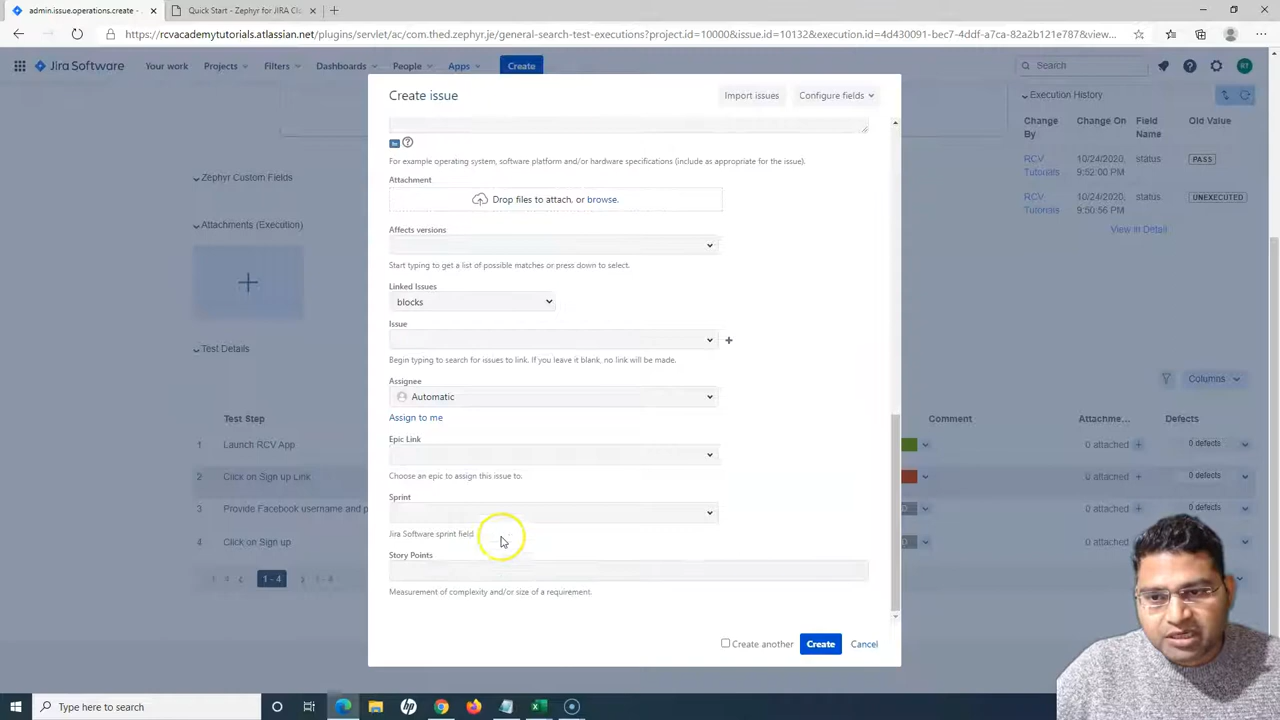 admin.issue.operations.create -
Quick Start - Zephyr for JIRA Clo
https://rcvacademytutorials.atlassian.net/plugins/servlet/ac/com.thed.zephyr.je/general-search-test-executions?project.id=10000&issue.id=10132&execution.id=4d430091-bec7-4ddf-a7ca-82a2b121e787&muv...
Jira Software
Your work
Projects
Filters
Dashboards
People
Apps
Create
Search
RT
Create issue
Import issues
Configure fields
Execution History
Change By
Change On
Field Name
Old Value
RCV Tutorials
10/24/2020, 9:52:00 PM
status
PASS
RCV Tutorials
10/24/2020, 9:50:56 PM
status
UNEXECUTED
View in Detail
Zephyr Custom Fields
Attachments (Execution)
Test Details
For example operating system, software platform and/or hardware specifications (include as appropriate for the issue).
Attachment
Drop files to attach, or browse.
Affects versions
Start typing to get a list of possible matches or press down to select.
Linked Issues
blocks
Issue
Begin typing to search for issues to link. If you leave it blank, no link will be made.
Assignee
Automatic
Assign to me
Epic Link
Choose an epic to assign this issue to.
Sprint
Jira Software sprint field
Story Points
Measurement of complexity and/or size of a requirement.
Create another
Create
Cancel
Columns
Test Step
Comment
Attachme...
Defects
1 Launch RCV App
0 attached
0 defects
2 Click on Sign up Link
0 attached
0 defects
3 Provide Facebook username and p
0 attached
0 defects
4 Click on Sign up
0 attached
0 defects
1 - 4
Type here to search